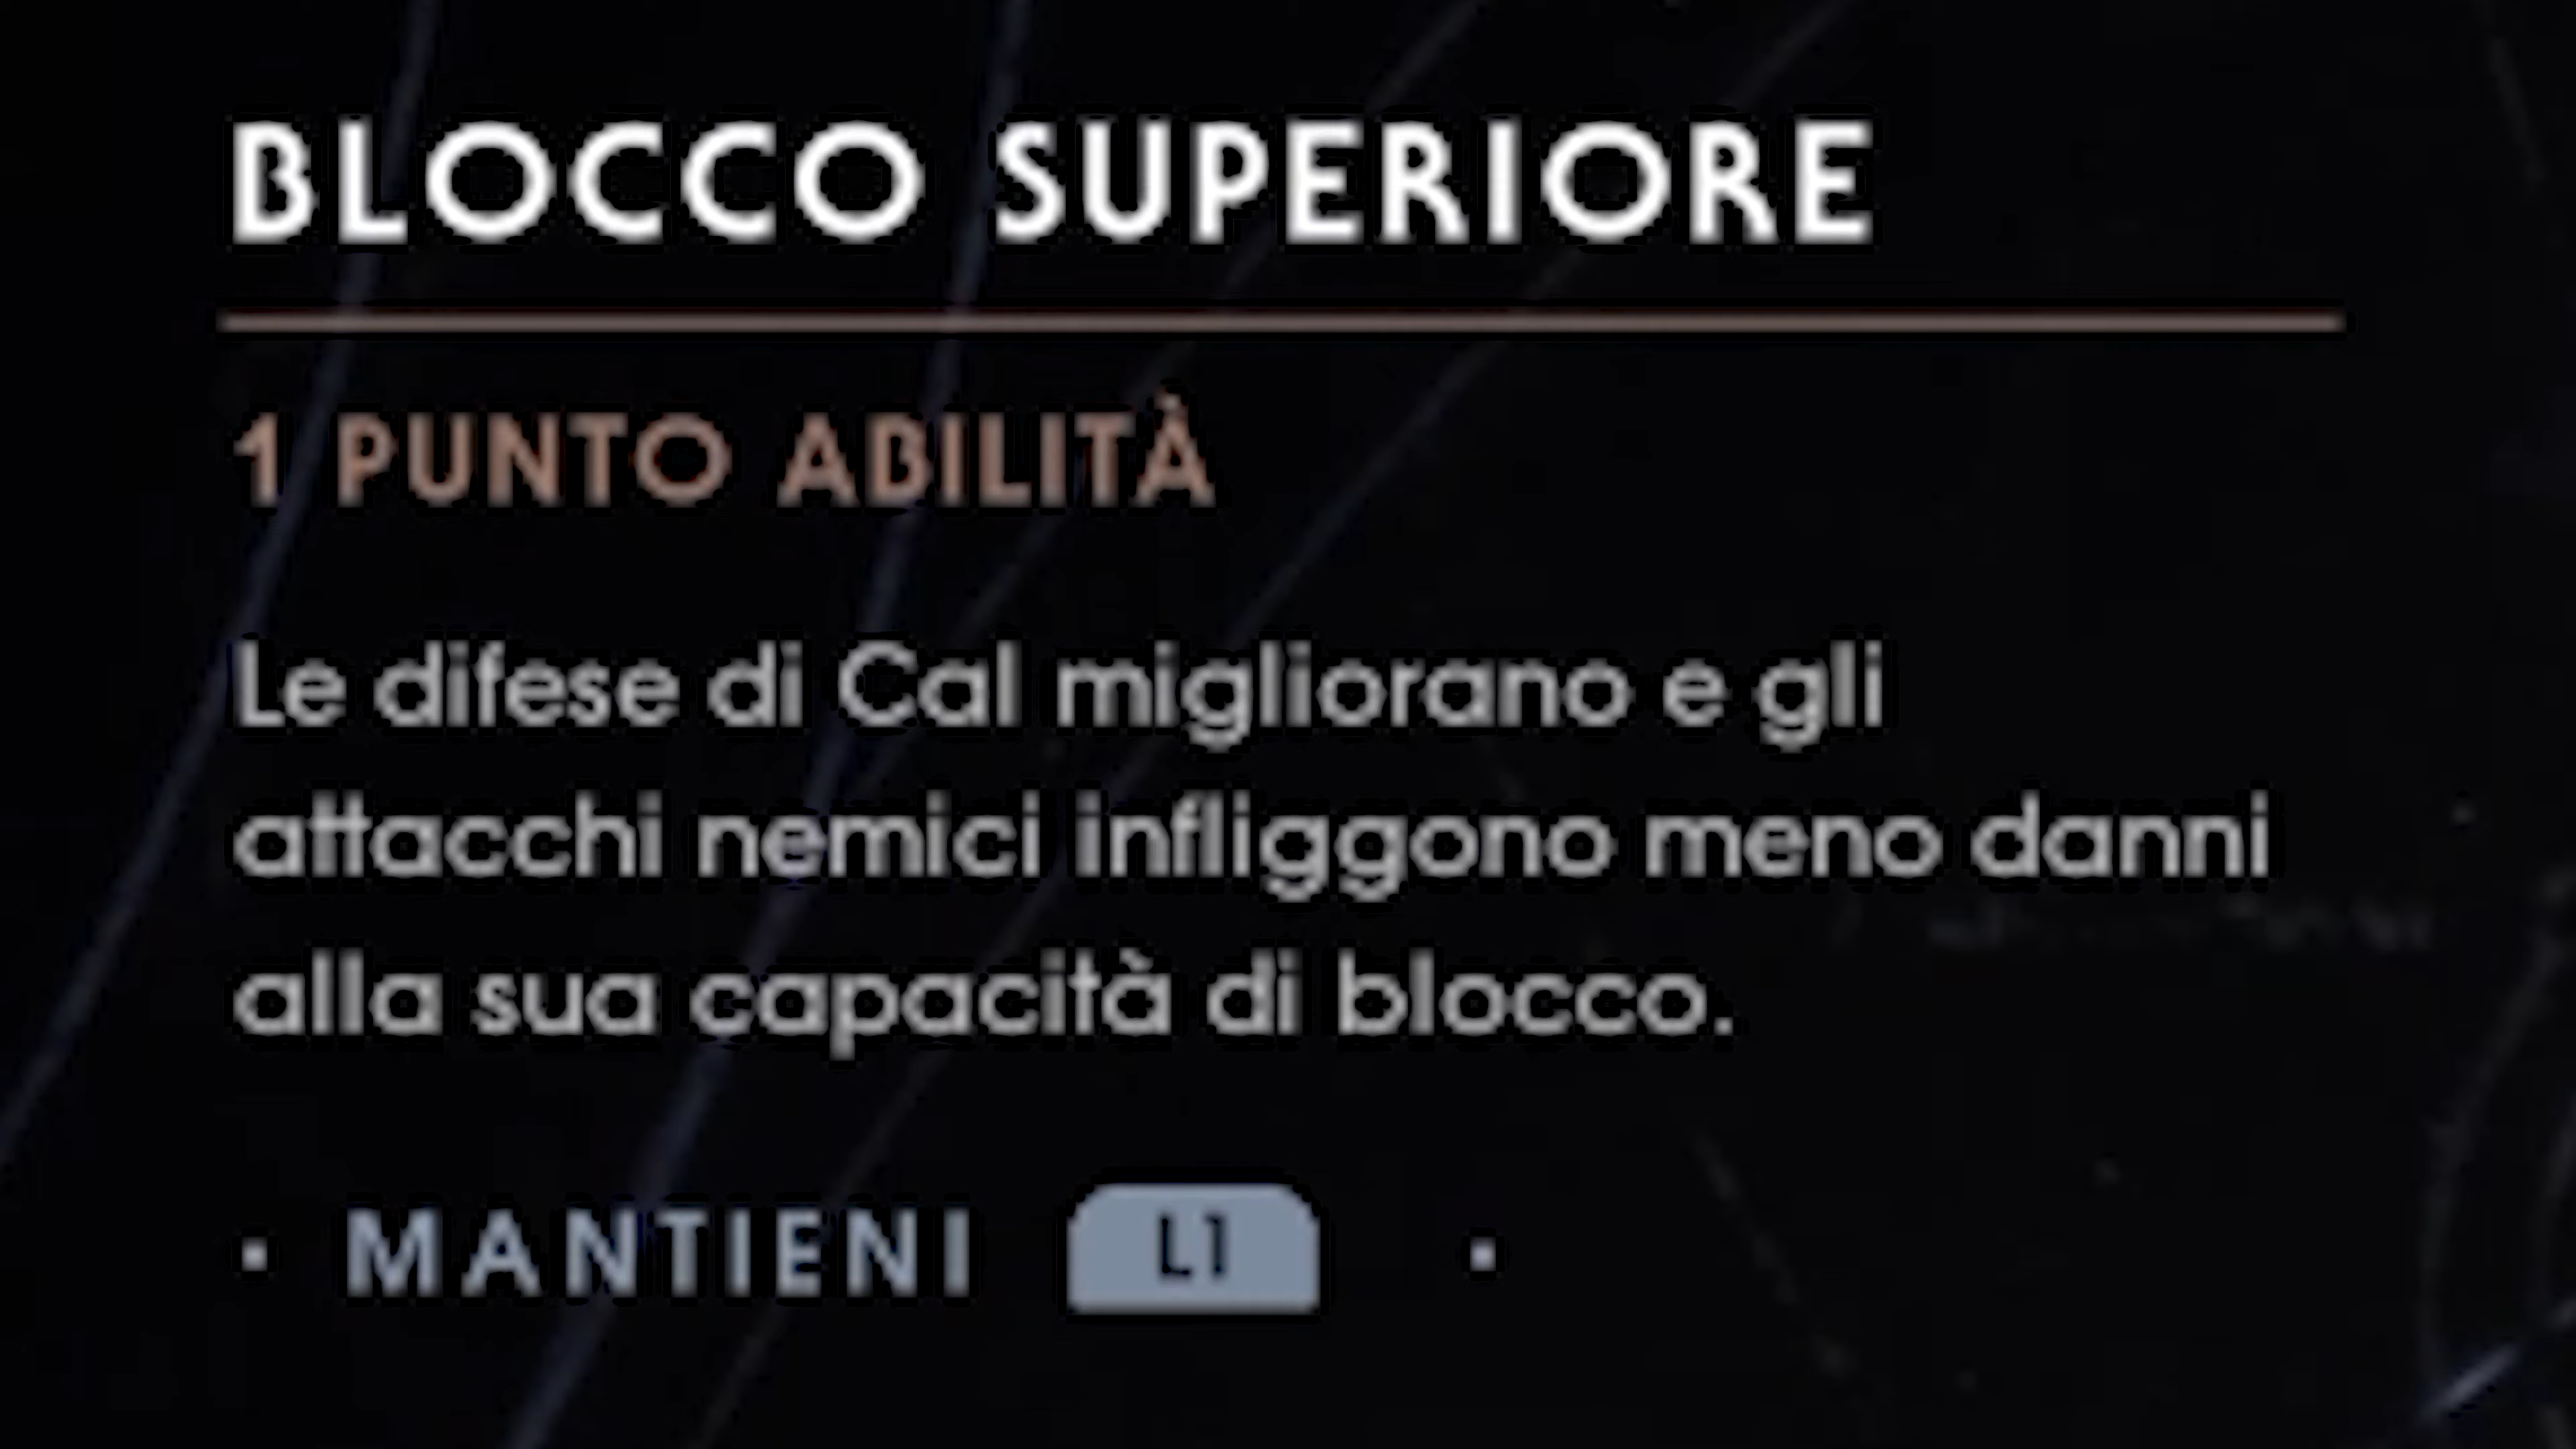 BLOCCO SUPERIORE
1 PUNTO ABILITÀ
Le difese di Cal migliorano e gli
attacchi nemici infliggono meno danni
alla sua capacità di blocco.
· MANTIENI L1 ·